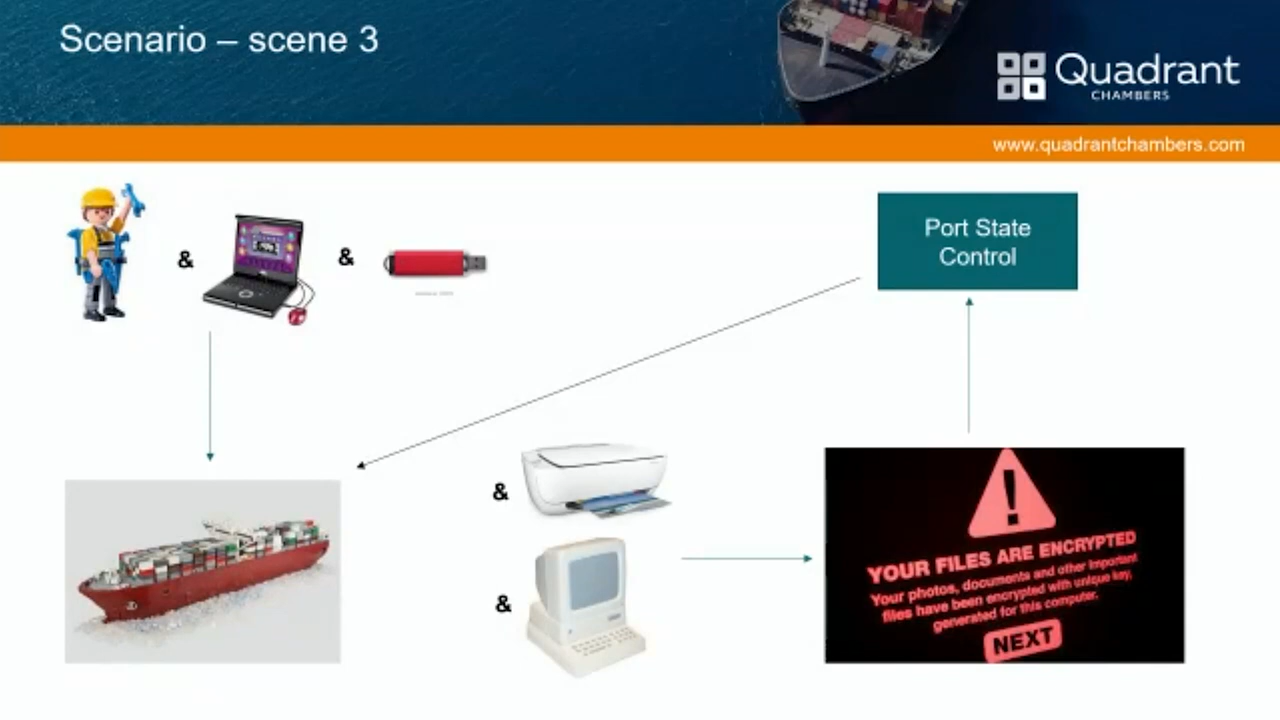 Scenario – scene 3
Quadrant
CHAMBERS
www.quadrantchambers.com
&
&
Port State
Control
&
&
YOUR FILES ARE ENCRYPTED
Your photos, documents and other important
files have been encrypted with unique key,
generated for this computer.
NEXT